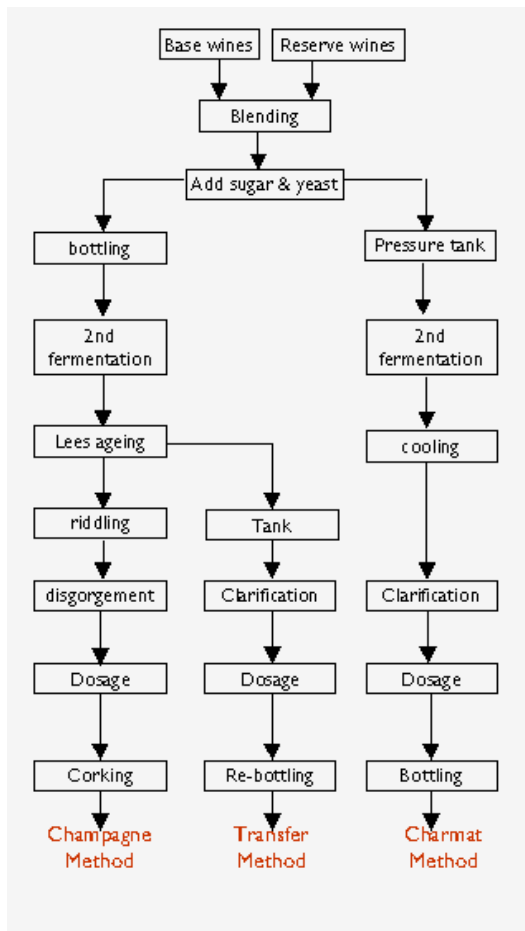 Base wines
Reserve wines
Blending
Add sugar & yeast
bottling
Pressure tank
2nd
fermentation
2nd
fermentation
Lees ageing
cooling
riddling
Tank
disgorgement
Clarification
Clarification
Dosage
Dosage
Dosage
Corking
Re-bottling
Bottling
Champagne
Method
Transfer
Method
Charmat
Method